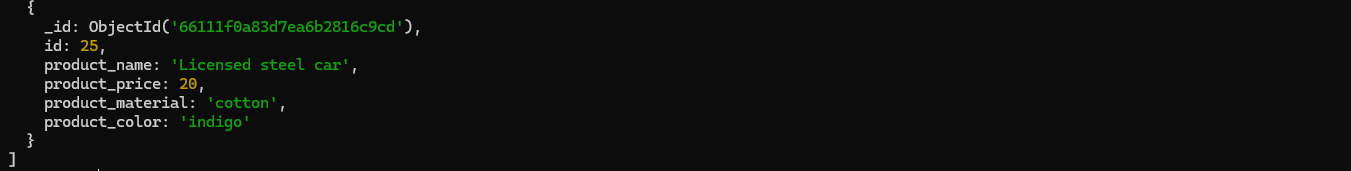 {
_id: ObjectId('66111f0a83d7ea6b2816c9cd'),
id: 25,
product_name: 'Licensed steel car',
product_price: 20,
product_material: 'cotton',
product_color: 'indigo'
}
]